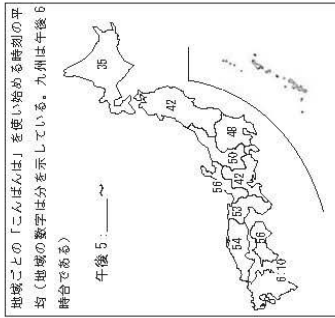 地域ごとの「こんばんは」を使い始める時刻の平
均（地域の数字は分を示している。九州は午後6
時台である）
午後5：＿＿＿ ～
35
42
48
50
42
56
53
54
56
6:10